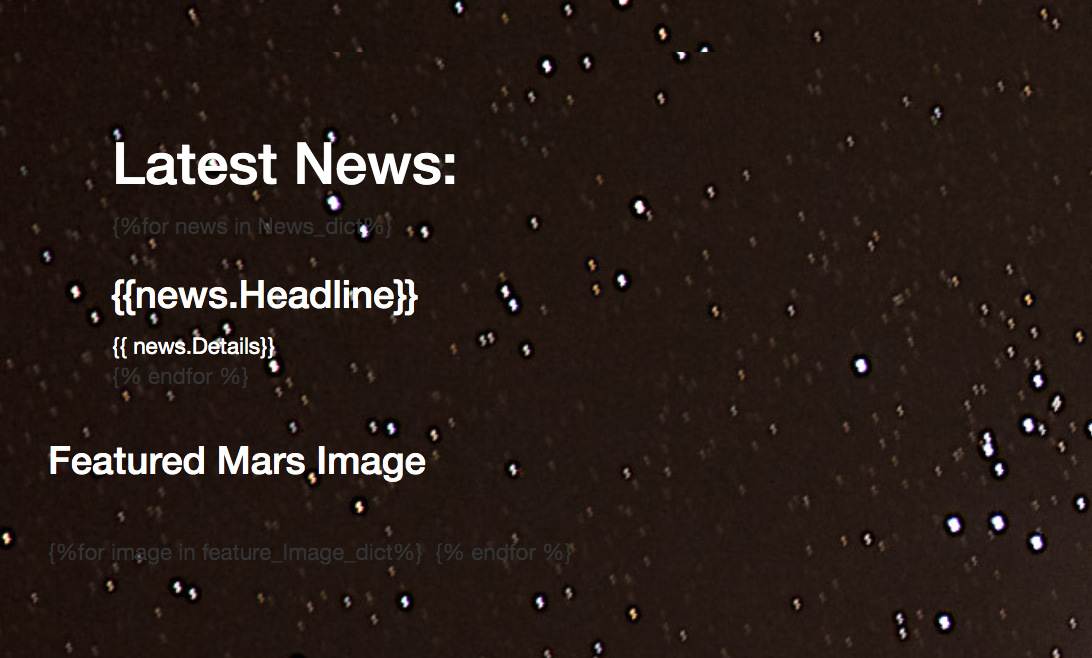 Latest News:
{%for news in News_dict%}
{{news.Headline}}
{{ news.Details}}
{% endfor %}
Featured Mars Image
{%for image in feature_Image_dict%} {% endfor %}